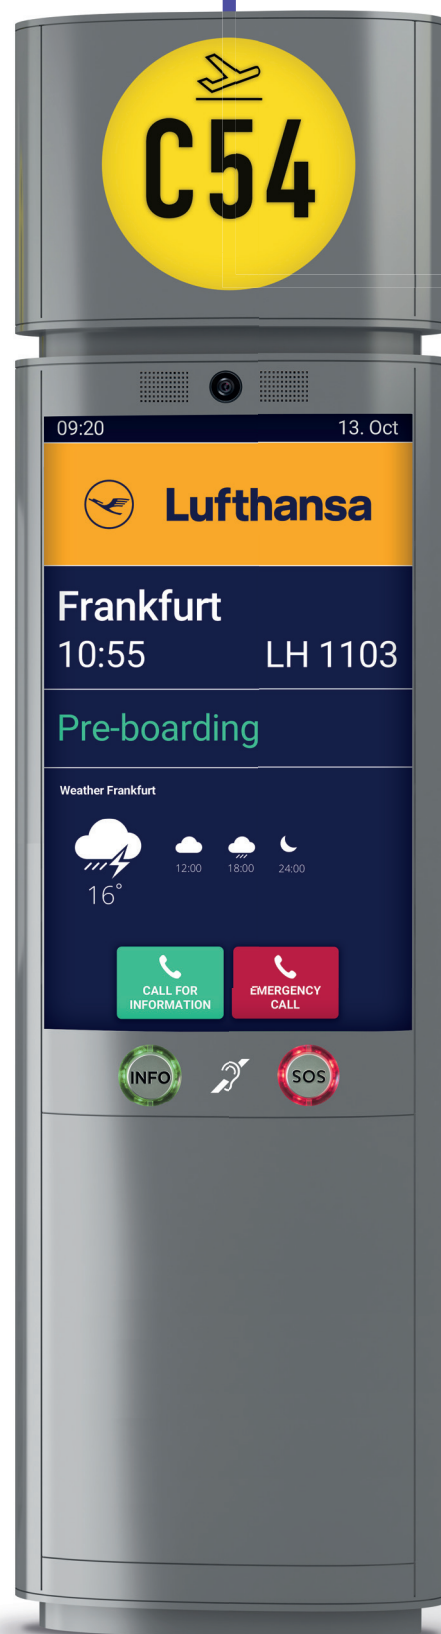 C54
09:20 13. Oct
Lufthansa
Frankfurt
10:55 LH 1103
Pre-boarding
Weather Frankfurt
16°
12:00 18:00 24:00
CALL FOR
INFORMATION
EMERGENCY
CALL
INFO SOS